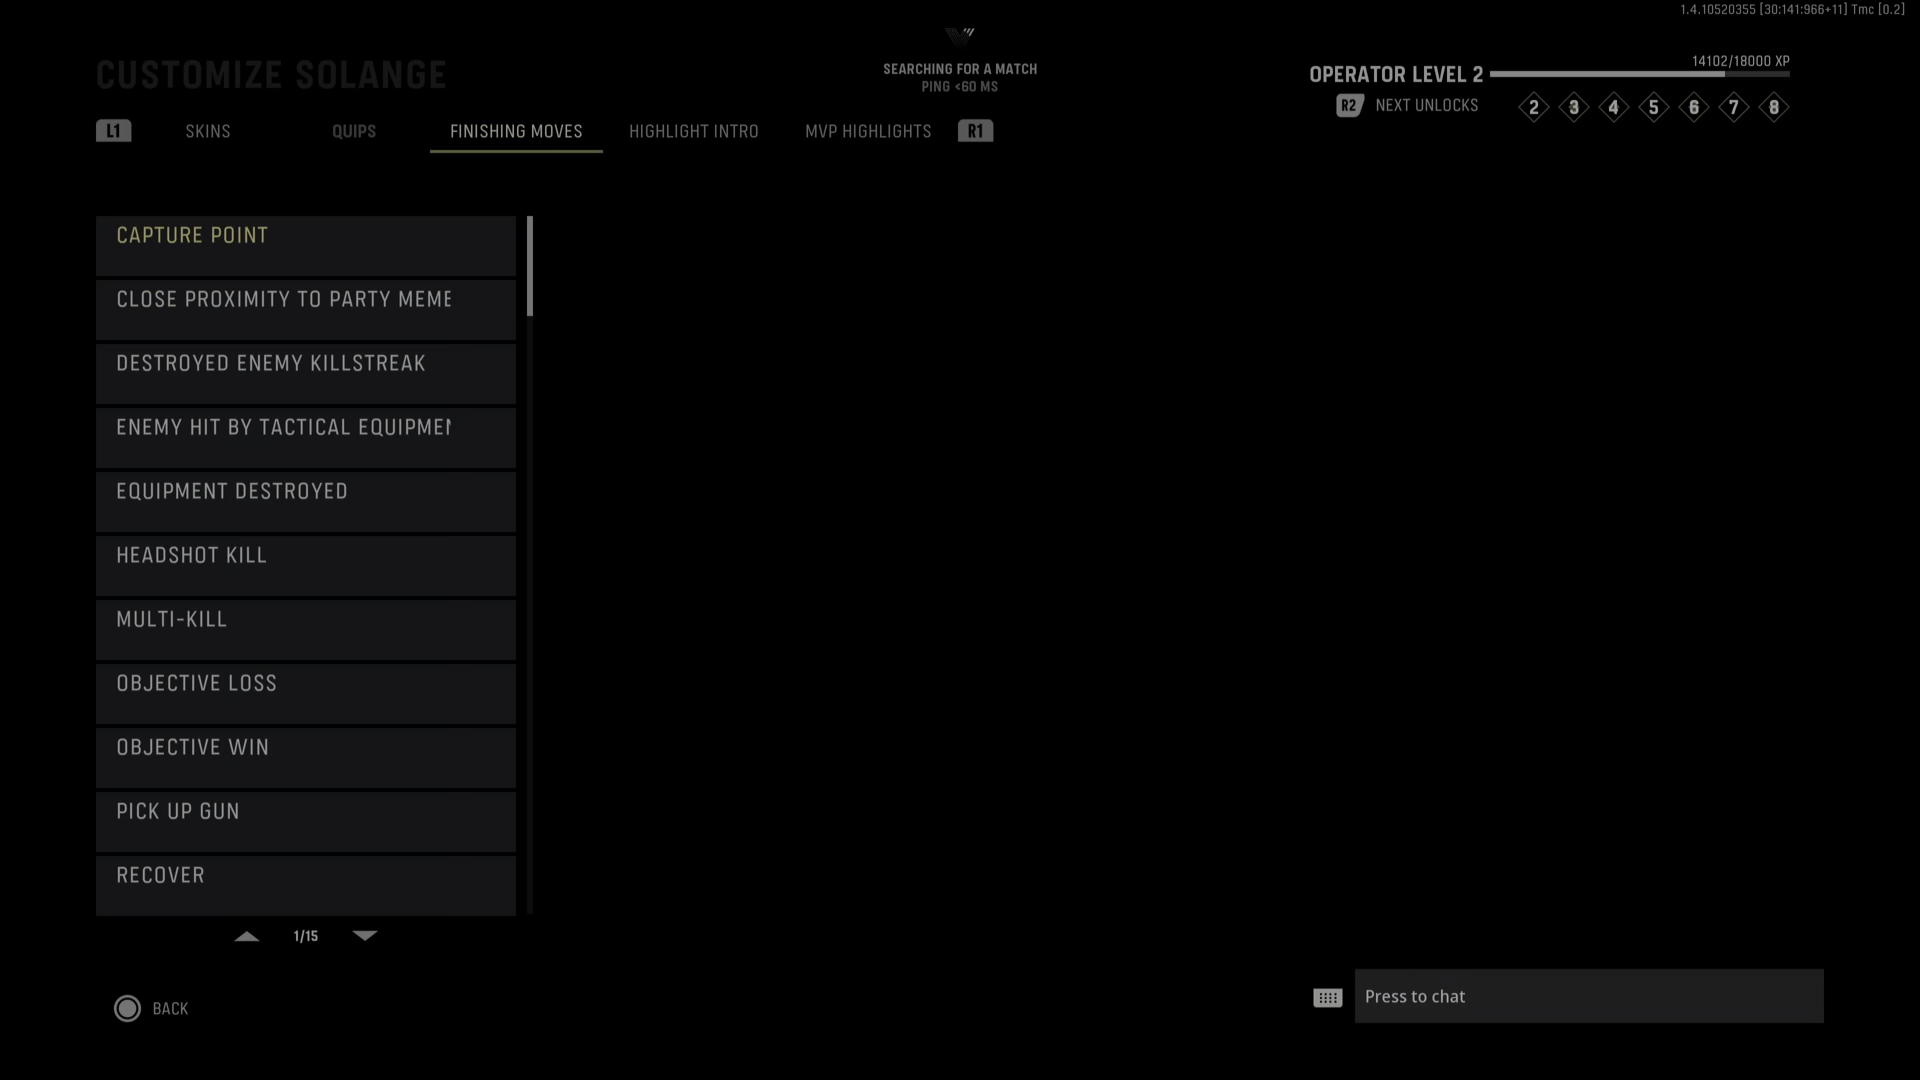 1.4.10520355 [30:141:966+11] Tmc [0.2]
CUSTOMIZE SOLANGE
SEARCHING FOR A MATCH
PING <60 MS
OPERATOR LEVEL 2
14102/18000 XP
R2 NEXT UNLOCKS 2 3 4 5 6 7 8
L1 SKINS QUIPS FINISHING MOVES HIGHLIGHT INTRO MVP HIGHLIGHTS R1
CAPTURE POINT
CLOSE PROXIMITY TO PARTY MEME
DESTROYED ENEMY KILLSTREAK
ENEMY HIT BY TACTICAL EQUIPMEN
EQUIPMENT DESTROYED
HEADSHOT KILL
MULTI-KILL
OBJECTIVE LOSS
OBJECTIVE WIN
PICK UP GUN
RECOVER
1/15
BACK
Press to chat